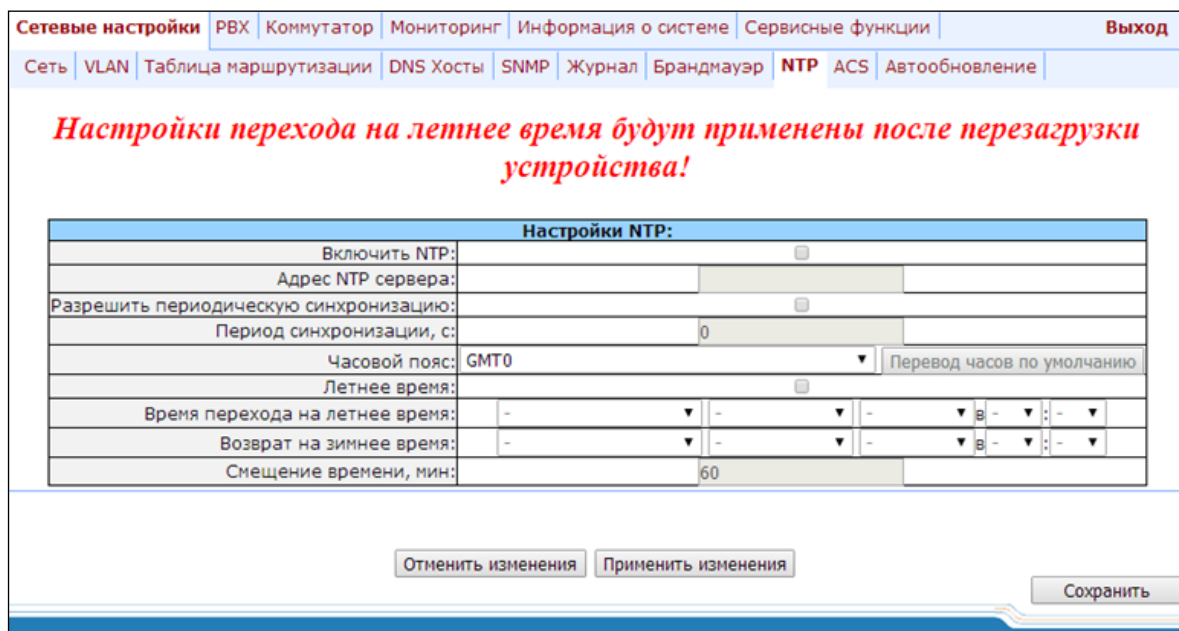 Сетевые настройки PBX Коммутатор Мониторинг Информация о системе Сервисные функции Выход
Сеть VLAN Таблица маршрутизации DNS Хосты SNMP Журнал Брандмауэр NTP ACS Автообновление
Настройки перехода на летнее время будут применены после перезагрузки
устройства!
Настройки NTP:
Включить NTP:
Адрес NTP сервера:
Разрешить периодическую синхронизацию:
Период синхронизации, с: 0
Часовой пояс: GMT0 Перевод часов по умолчанию
Летнее время:
Время перехода на летнее время: - - - в - : -
Возврат на зимнее время: - - - в - : -
Смещение времени, мин: 60
Отменить изменения Применить изменения
Сохранить